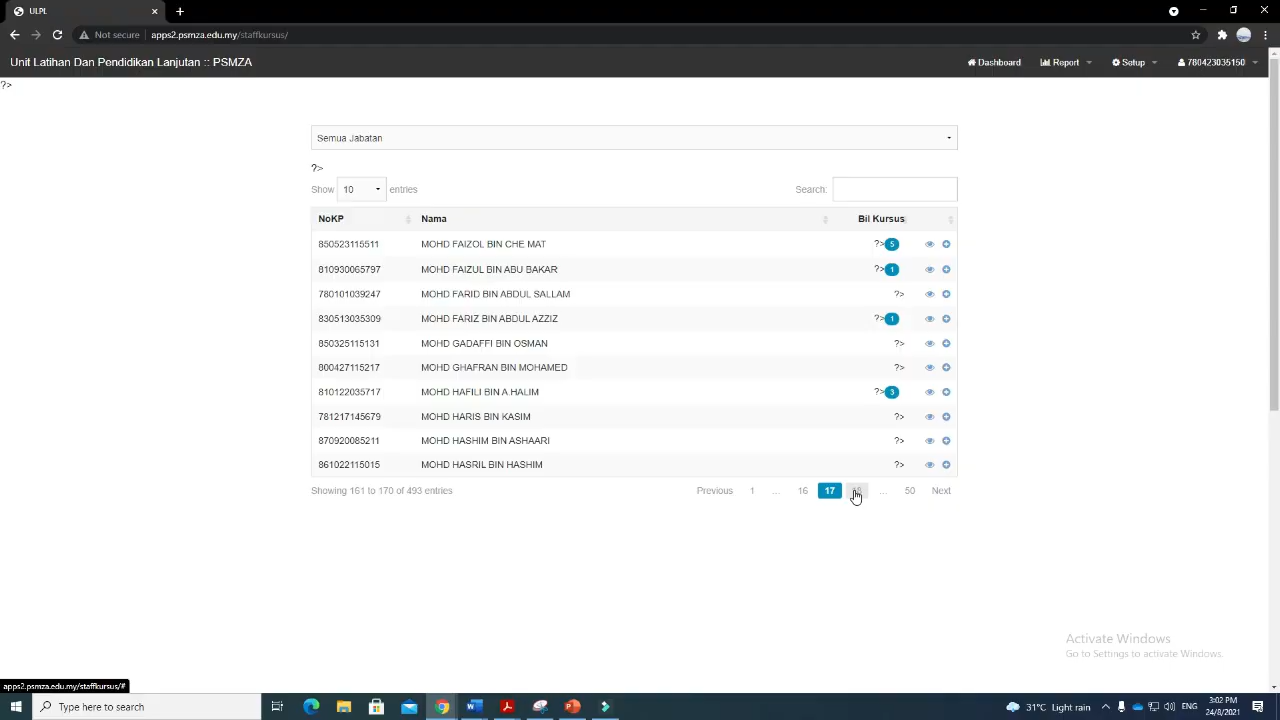 ULPL
Not secure apps2.psmza.edu.my/staffkursus/
Unit Latihan Dan Pendidikan Lanjutan :: PSMZA Dashboard Report Setup 780423035150
?>
Semua Jabatan
?>
Show 10 entries Search:
NoKP Nama Bil Kursus
850523115511 MOHD FAIZOL BIN CHE MAT ?> 5
810930065797 MOHD FAIZUL BIN ABU BAKAR ?> 1
780101039247 MOHD FARID BIN ABDUL SALLAM ?>
830513035309 MOHD FARIZ BIN ABDUL AZZIZ ?> 1
850325115131 MOHD GADAFFI BIN OSMAN ?>
800427115217 MOHD GHAFRAN BIN MOHAMED ?>
810122035717 MOHD HAFILI BIN A HALIM ?> 3
781217145679 MOHD HARIS BIN KASIM ?>
870920085211 MOHD HASHIM BIN ASHAARI ?>
861022115015 MOHD HASRIL BIN HASHIM ?>
Showing 161 to 170 of 493 entries Previous 1 ... 16 17 ... 50 Next
Activate Windows
Go to Settings to activate Windows.
apps2.psmza.edu.my/staffkursus/#
Type here to search 31°C Light rain ENG 3:02 PM
24/8/2021